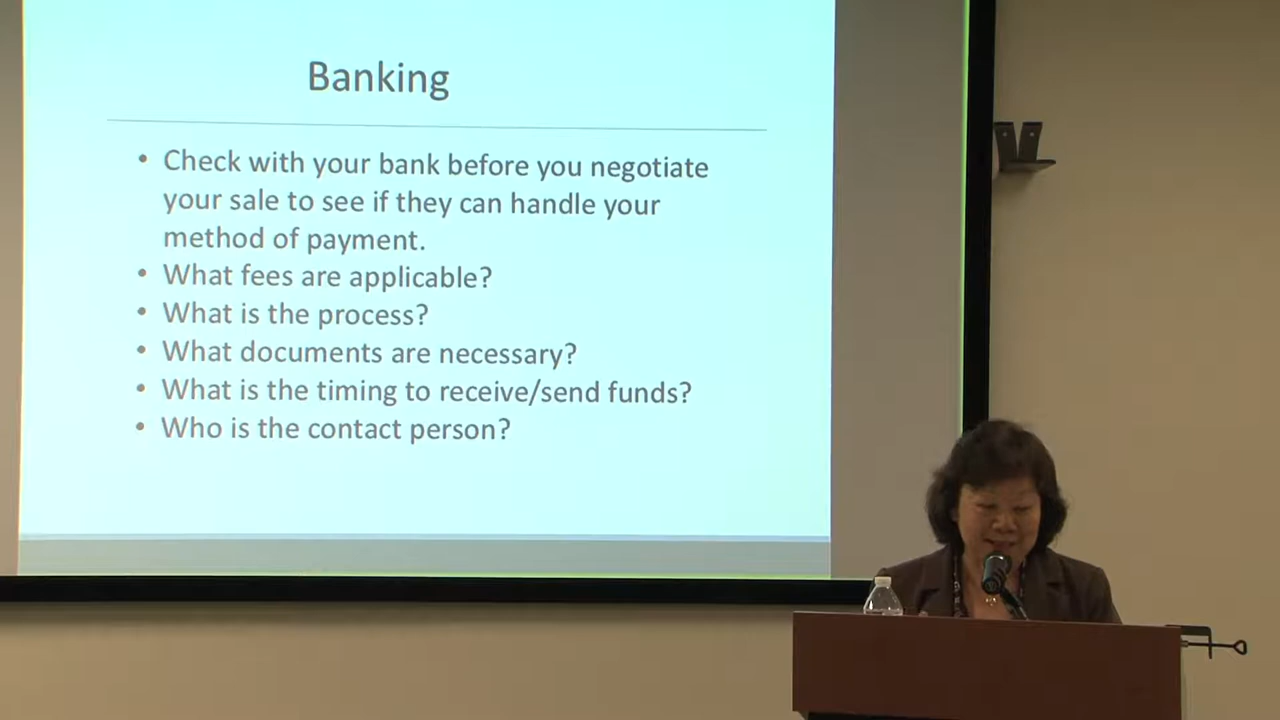 Banking
• Check with your bank before you negotiate
your sale to see if they can handle your
method of payment.
• What fees are applicable?
• What is the process?
• What documents are necessary?
• What is the timing to receive/send funds?
• Who is the contact person?